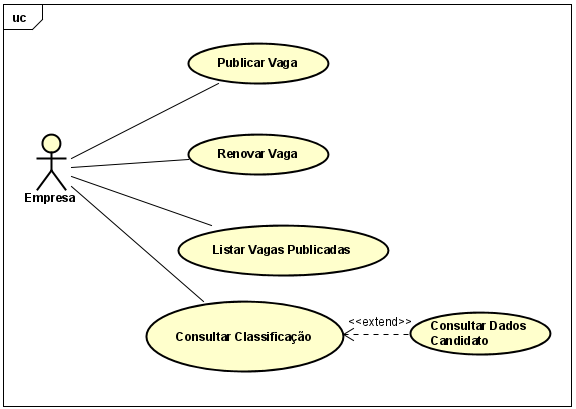 uc
Publicar Vaga
Renovar Vaga
Empresa
Listar Vagas Publicadas
<<extend>>
Consultar Classificação
Consultar Dados
Candidato